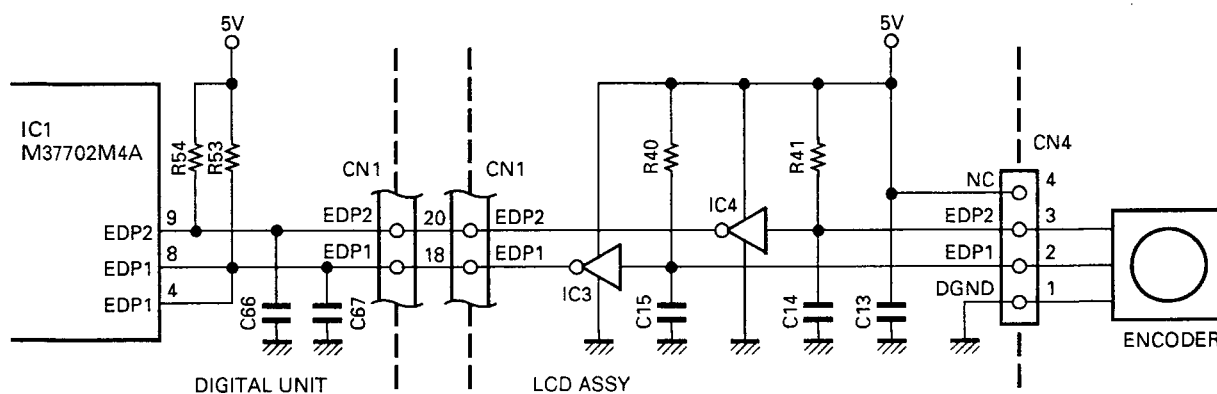 5V
5V
IC1
M37702M4A
R54
R53
CN1
CN1
R40
R41
CN4
NC
4
IC4
9
EDP2
EDP2
20
EDP2
EDP2
3
8
EDP1
EDP1
18
EDP1
EDP1
2
IC3
4
EDP1
DGND
1
C66
C67
C15
C14
C13
ENCODER
DIGITAL UNIT
LCD ASSY